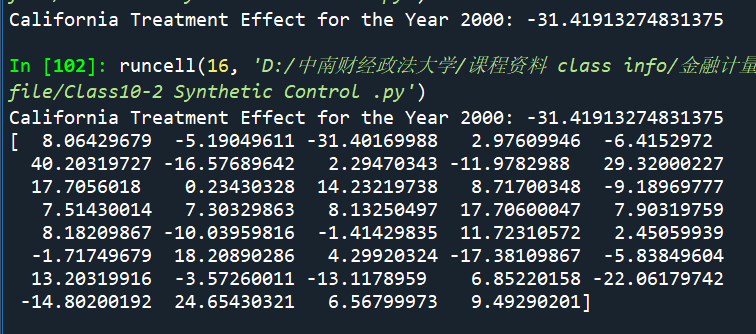 California Treatment Effect for the Year 2000: -31.41913274831375
In [102]: runcell(16, 'D:/中南财经政法大学/课程资料 class info/金融计量
file/Class10-2 Synthetic Control .py')
California Treatment Effect for the Year 2000: -31.41913274831375
[  8.06429679  -5.19049611 -31.40169988   2.97609946  -6.4152972
  40.20319727 -16.57689642   2.29470343 -11.9782988   29.32000227
  17.7056018    0.23430328  14.23219738   8.71700348  -9.18969777
   7.51430014   7.30329863   8.13250497  17.70600047   7.90319759
   8.18209867 -10.03959816  -1.41429835  11.72310572   2.45059939
  -1.71749679  18.20890286   4.29920324 -17.38109867  -5.83849604
  13.20319916  -3.57260011 -13.1178959    6.85220158 -22.06179742
 -14.80200192  24.65430321   6.56799973   9.49290201]